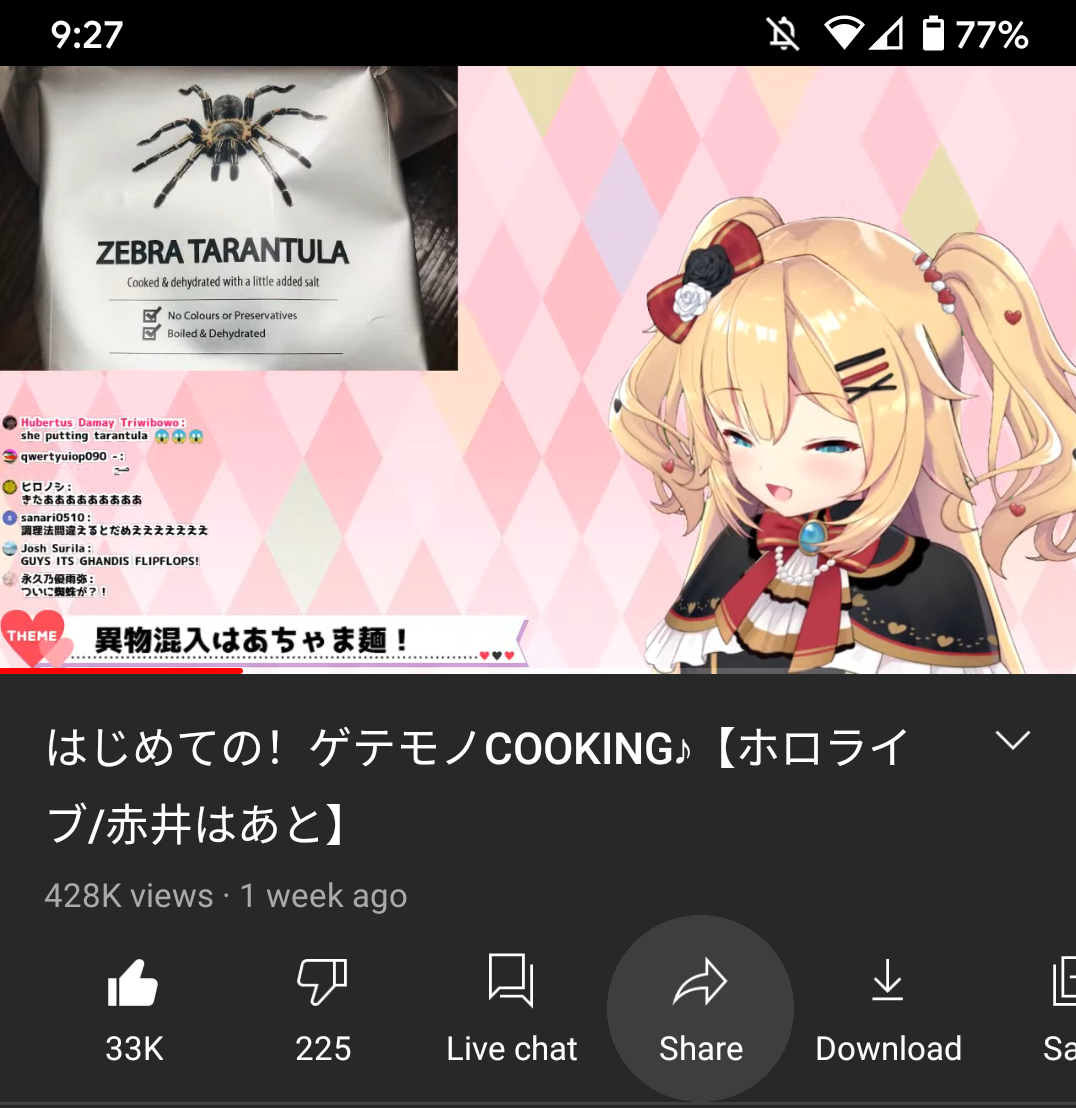 9:27
77%
ZEBRA TARANTULA
Cooked & dehydrated with a little added salt
No Colours or Preservatives
Boiled & Dehydrated
Hubertus Damay Triwibowo:
she putting tarantula 😱😱😱
qwertyuiop090 -:
ヒロノシ:
きたあああああああああ
sanari0510:
調理法間違えるとだめえええええええ
Josh Surila:
GUYS ITS GHANDIS FLIPFLOPS!
永久乃優雨弥:
ついに蜘蛛が?!
THEME
異物混入はあちゃま麺!
はじめての! ゲテモノCOOKING♪【ホロライ
ブ/赤井はあと】
428K views · 1 week ago
33K
225
Live chat
Share
Download
Sa